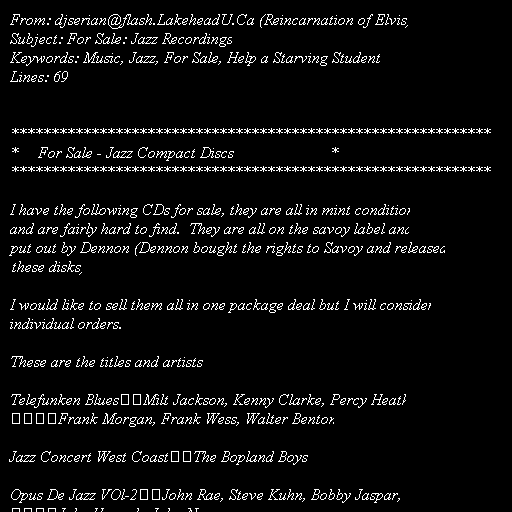 From: djserian@flash.LakeheadU.Ca (Reincarnation of Elvis,
Subject: For Sale: Jazz Recordings
Keywords: Music, Jazz, For Sale, Help a Starving Student
Lines: 69
************************************************************
* For Sale - Jazz Compact Discs *
************************************************************
I have the following CDs for sale, they are all in mint condition
and are fairly hard to find. They are all on the savoy label and
put out by Dennon (Dennon bought the rights to Savoy and released
these disks,
I would like to sell them all in one package deal but I will consider
individual orders.
These are the titles and artists
Telefunken Blues□□Milt Jackson, Kenny Clarke, Percy Heath
□□□□Frank Morgan, Frank Wess, Walter Benton
Jazz Concert West Coast□□The Bopland Boys
Opus De Jazz VOl-2□□John Rae, Steve Kuhn, Bobby Jaspar,